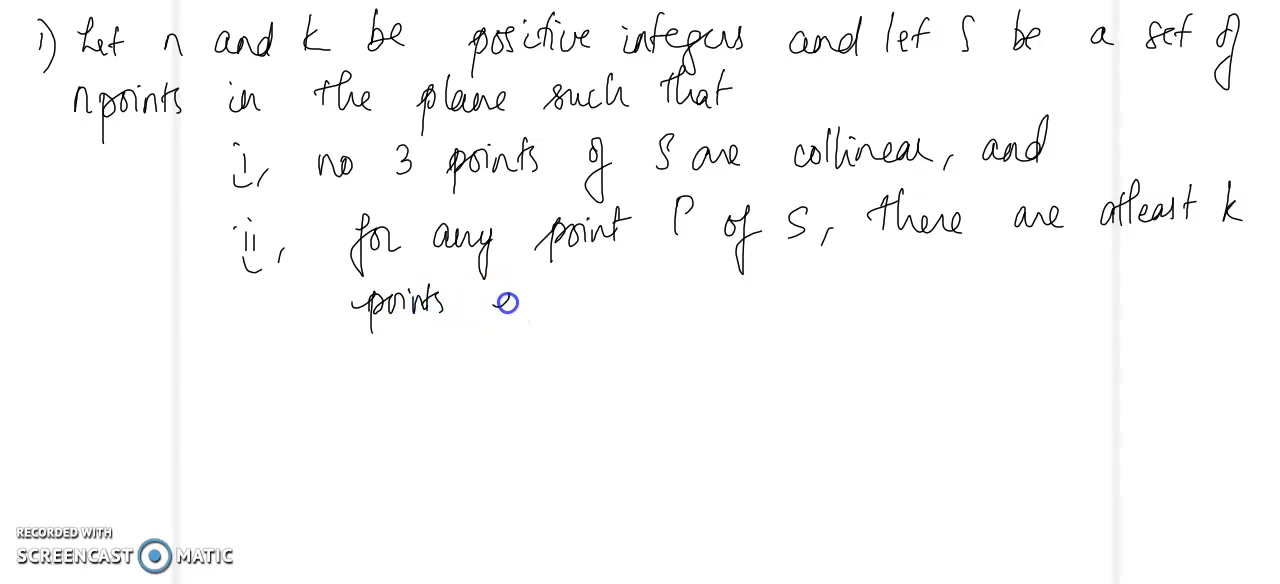 1) Let n and k be positive integers and let S be a set of
n points in the plane such that
i, no 3 points of S are collinear, and
ii, for any point P of S, there are atleast k
points
RECORDED WITH
SCREENCAST MATIC